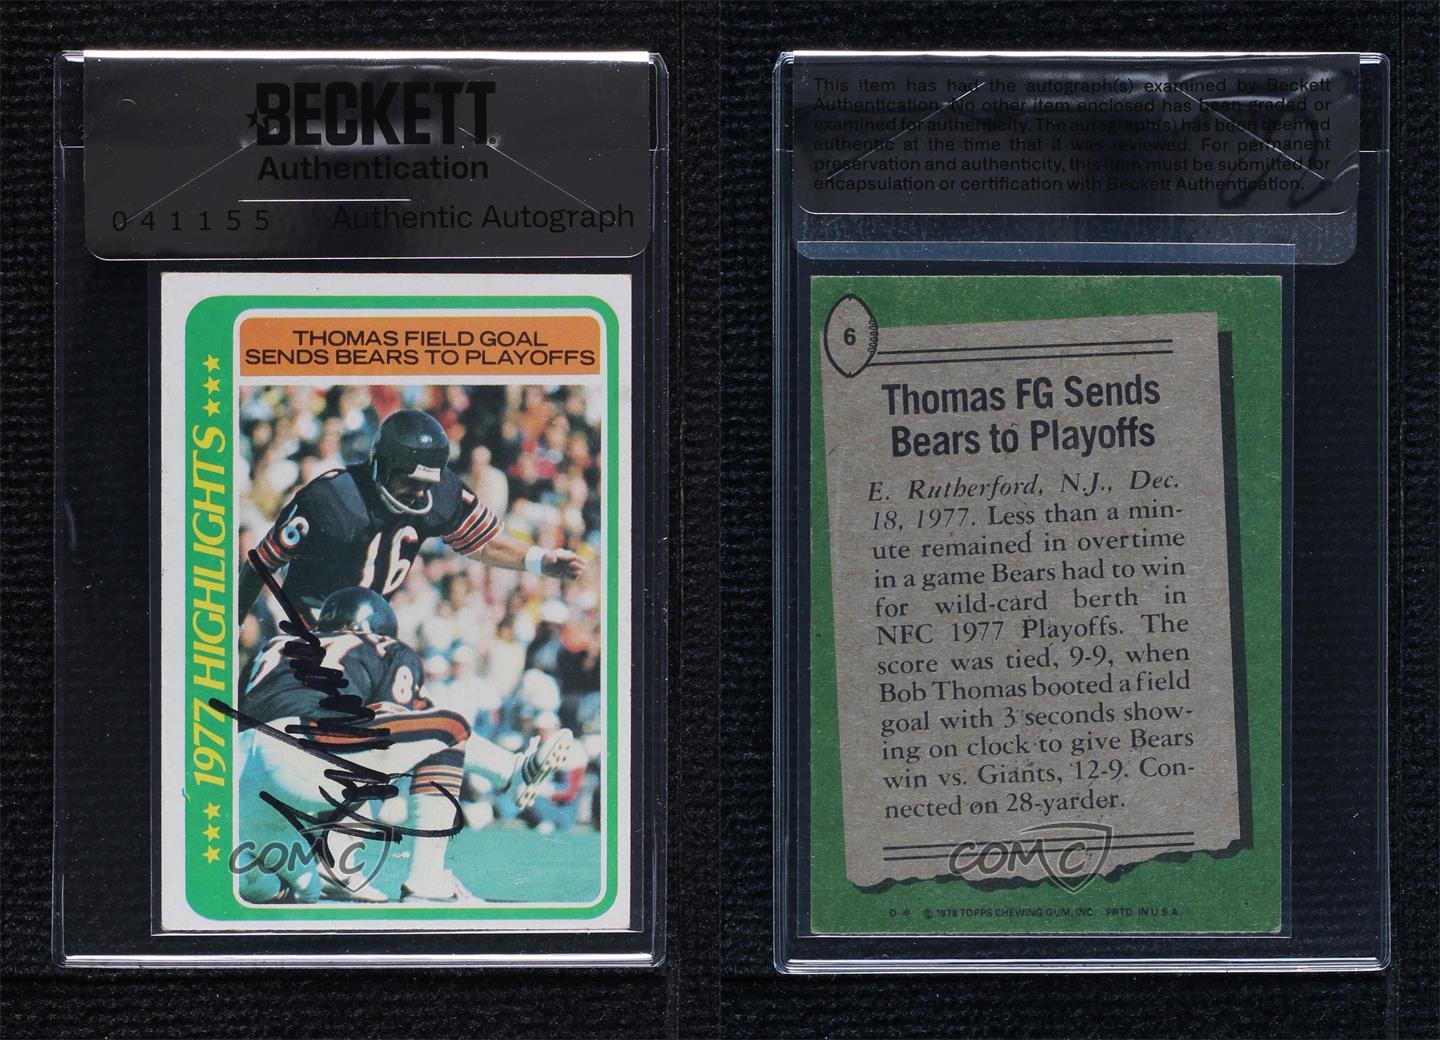 BECKETT
Authentication
041155 Authentic Autograph
THOMAS FIELD GOAL
SENDS BEARS TO PLAYOFFS
1977 HIGHLIGHTS
16
16
8
COMC
This item has had the autograph(s) examined by Beckett
Authentication. No other item enclosed has been graded or
examined for authenticity. The autograph(s) has been deemed
authentic at the time that it was reviewed. For permanent
preservation and authenticity, this item must be submitted for
encapsulation or certification with Beckett Authentication.
6
Thomas FG Sends
Bears to Playoffs
E. Rutherford, N.J., Dec.
18, 1977. Less than a min-
ute remained in overtime
in a game Bears had to win
for wild-card berth in
NFC 1977 Playoffs. The
score was tied, 9-9, when
Bob Thomas booted a field
goal with 3 seconds show-
ing on clock to give Bears
win vs. Giants, 12-9. Con-
nected on 28-yarder.
COMC
D * © 1978 TOPPS CHEWING GUM, INC. PRTD. IN U.S.A.